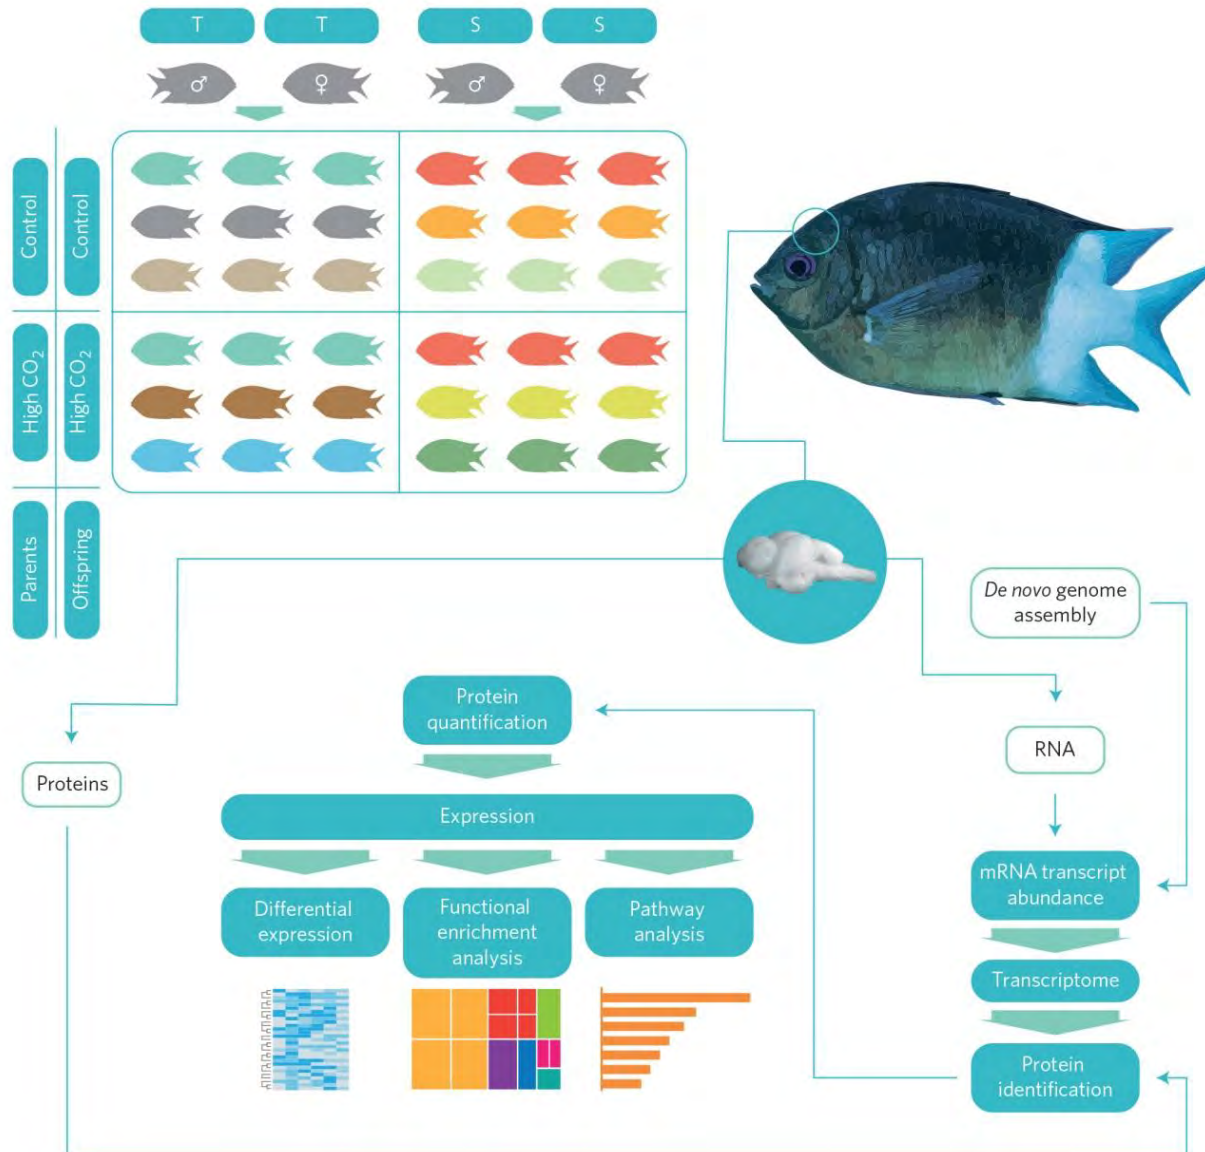 T
T
S
S
♂
♀
♂
♀
Control
Control
High CO₂
High CO₂
Parents
Offspring
De novo genome
assembly
Protein
quantification
RNA
Proteins
Expression
mRNA transcript
abundance
Differential
expression
Functional
enrichment
analysis
Pathway
analysis
Transcriptome
Protein
identification